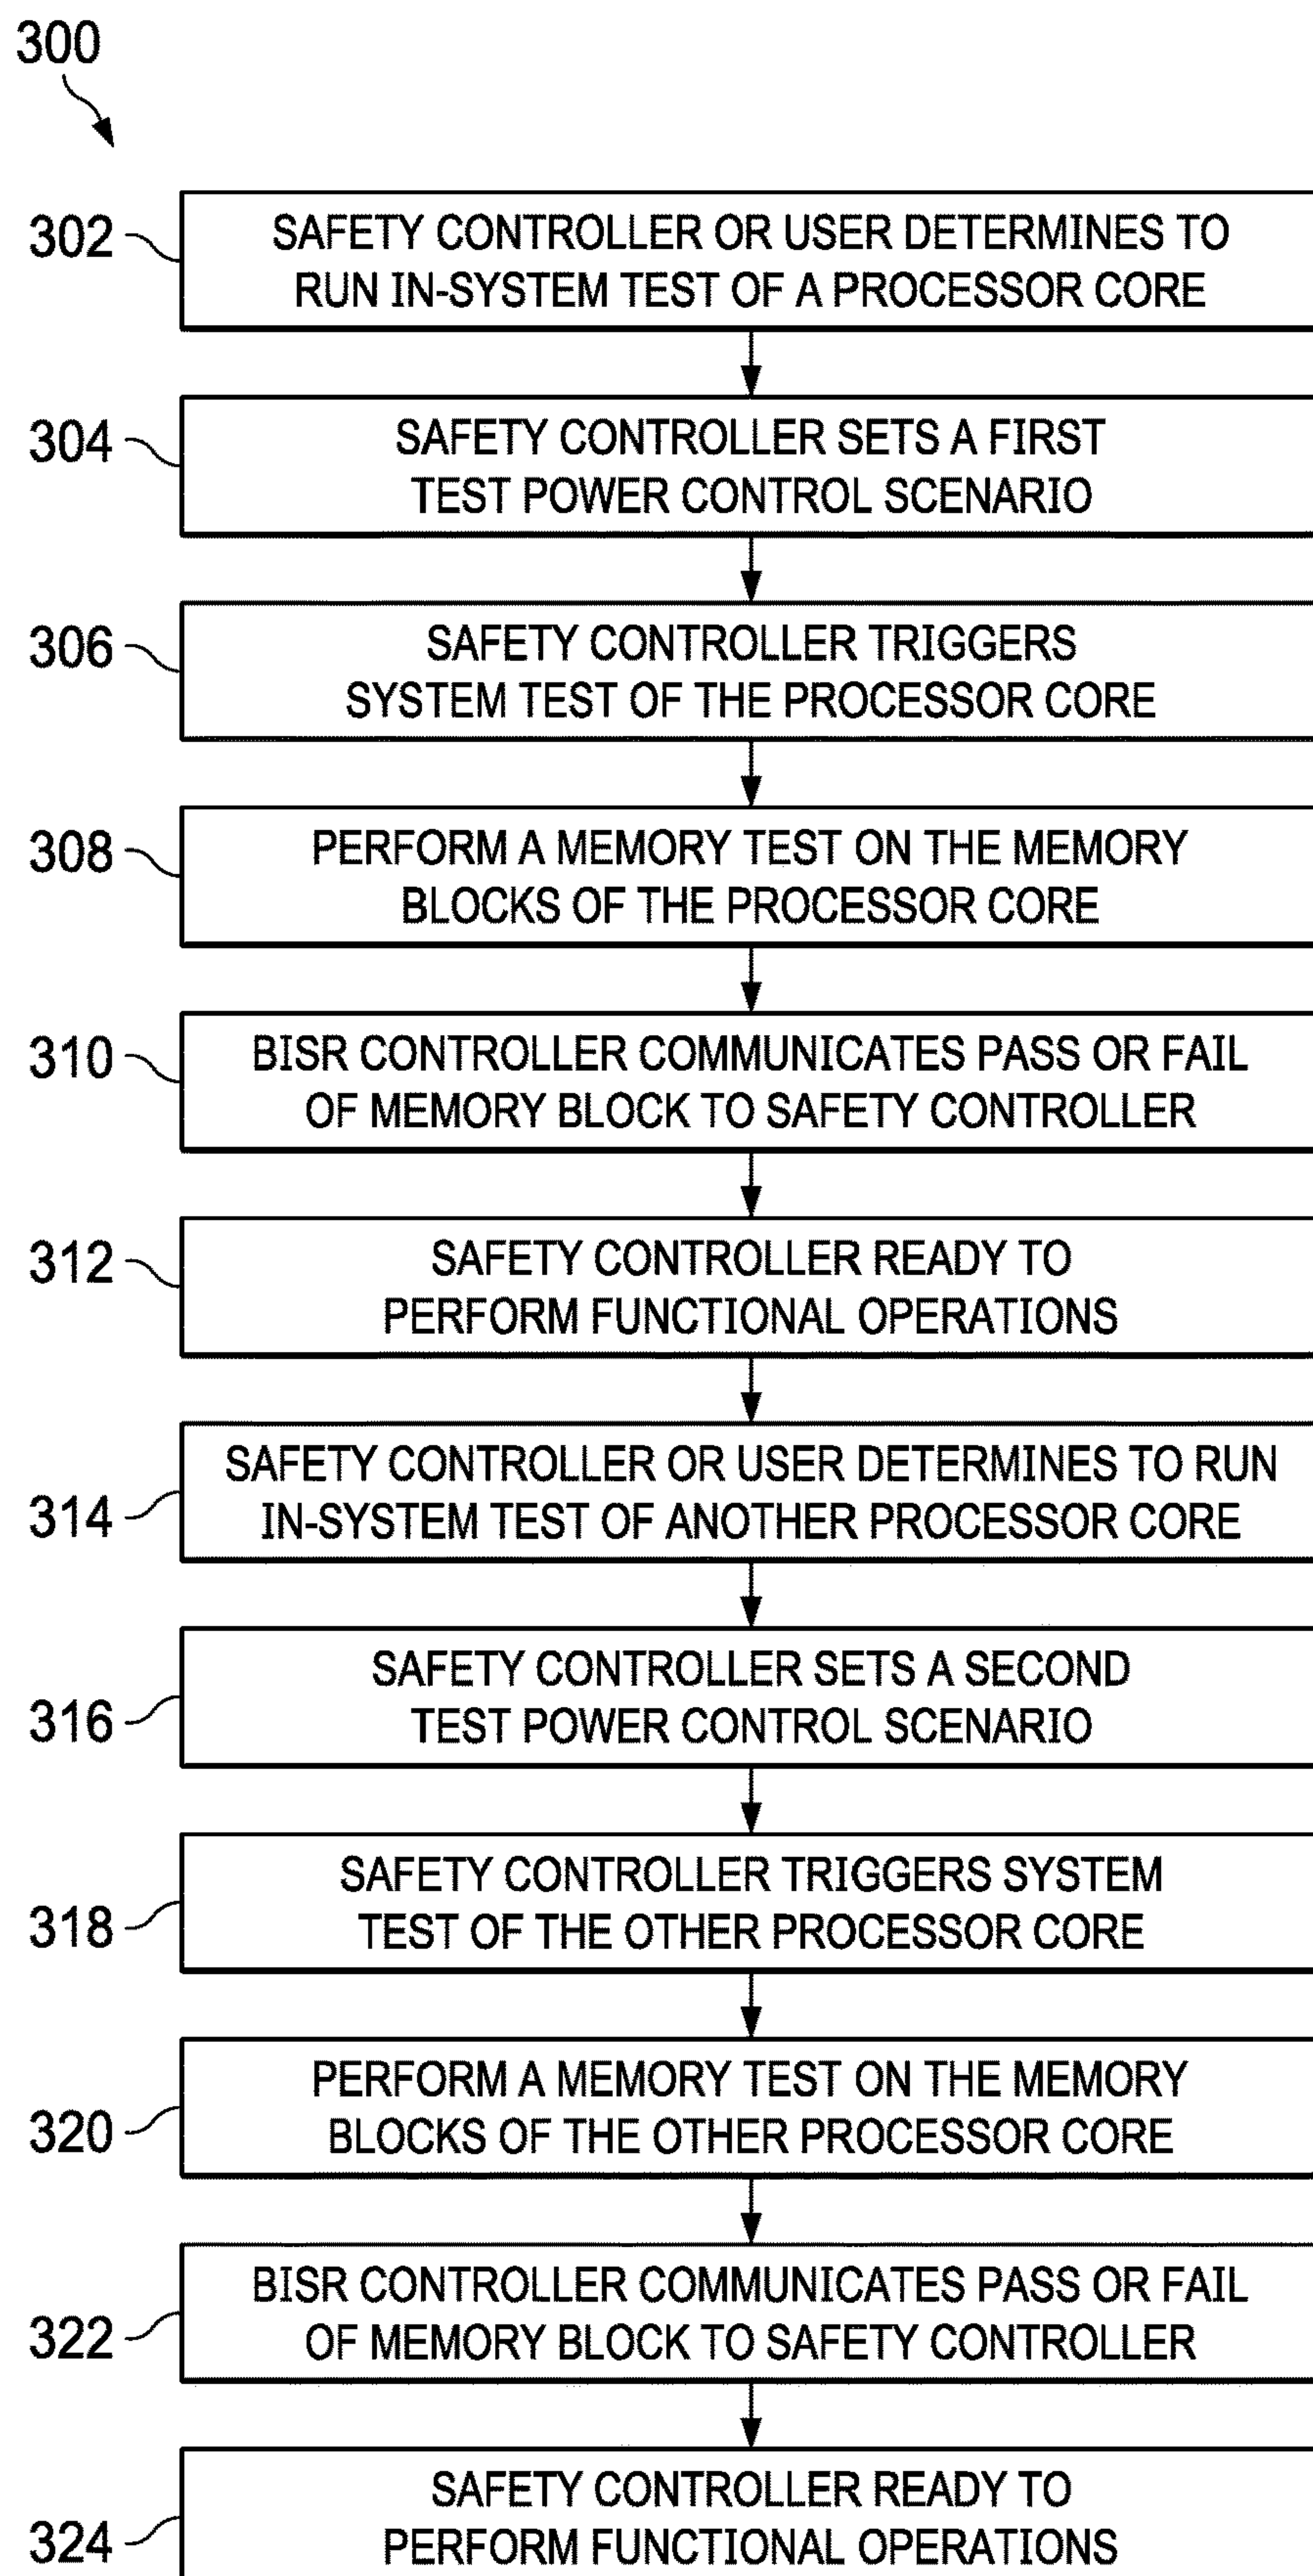 300
302
SAFETY CONTROLLER OR USER DETERMINES TO
RUN IN-SYSTEM TEST OF A PROCESSOR CORE
304
SAFETY CONTROLLER SETS A FIRST
TEST POWER CONTROL SCENARIO
306
SAFETY CONTROLLER TRIGGERS
SYSTEM TEST OF THE PROCESSOR CORE
308
PERFORM A MEMORY TEST ON THE MEMORY
BLOCKS OF THE PROCESSOR CORE
310
BISR CONTROLLER COMMUNICATES PASS OR FAIL
OF MEMORY BLOCK TO SAFETY CONTROLLER
312
SAFETY CONTROLLER READY TO
PERFORM FUNCTIONAL OPERATIONS
314
SAFETY CONTROLLER OR USER DETERMINES TO RUN
IN-SYSTEM TEST OF ANOTHER PROCESSOR CORE
316
SAFETY CONTROLLER SETS A SECOND
TEST POWER CONTROL SCENARIO
318
SAFETY CONTROLLER TRIGGERS SYSTEM
TEST OF THE OTHER PROCESSOR CORE
320
PERFORM A MEMORY TEST ON THE MEMORY
BLOCKS OF THE OTHER PROCESSOR CORE
322
BISR CONTROLLER COMMUNICATES PASS OR FAIL
OF MEMORY BLOCK TO SAFETY CONTROLLER
324
SAFETY CONTROLLER READY TO
PERFORM FUNCTIONAL OPERATIONS